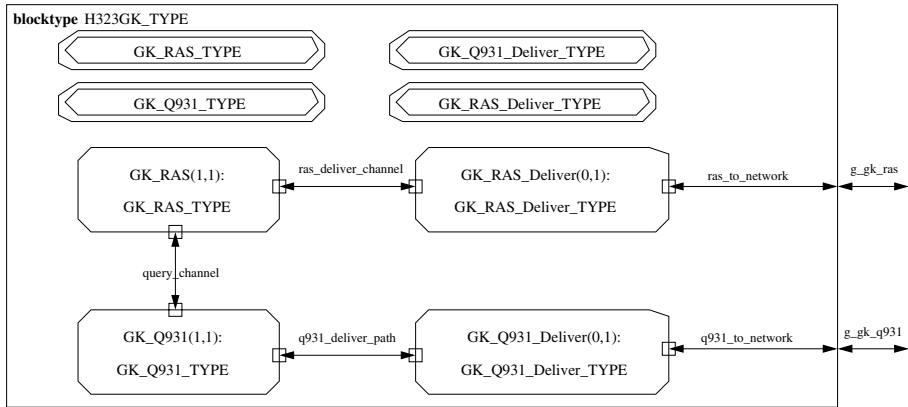 blocktype H323GK_TYPE
GK_RAS_TYPE
GK_Q931_Deliver_TYPE
GK_Q931_TYPE
GK_RAS_Deliver_TYPE
GK_RAS(1,1):
GK_RAS_TYPE
ras_deliver_channel
GK_RAS_Deliver(0,1):
GK_RAS_Deliver_TYPE
ras_to_network
g_gk_ras
query_channel
GK_Q931(1,1):
GK_Q931_TYPE
q931_deliver_path
GK_Q931_Deliver(0,1):
GK_Q931_Deliver_TYPE
q931_to_network
g_gk_q931